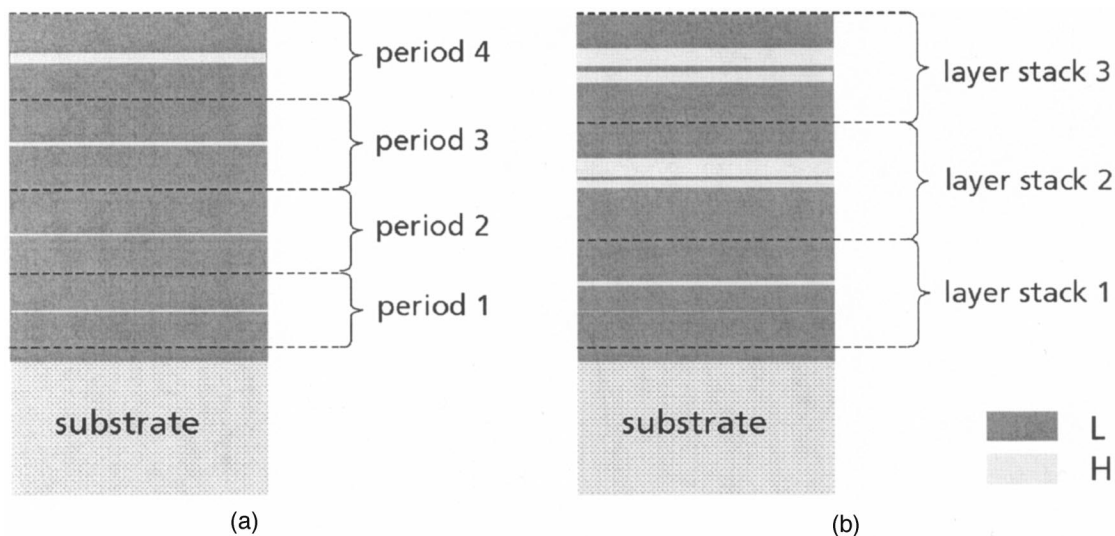 period 4
period 3
period 2
period 1
substrate
(a)
layer stack 3
layer stack 2
layer stack 1
substrate
L
H
(b)